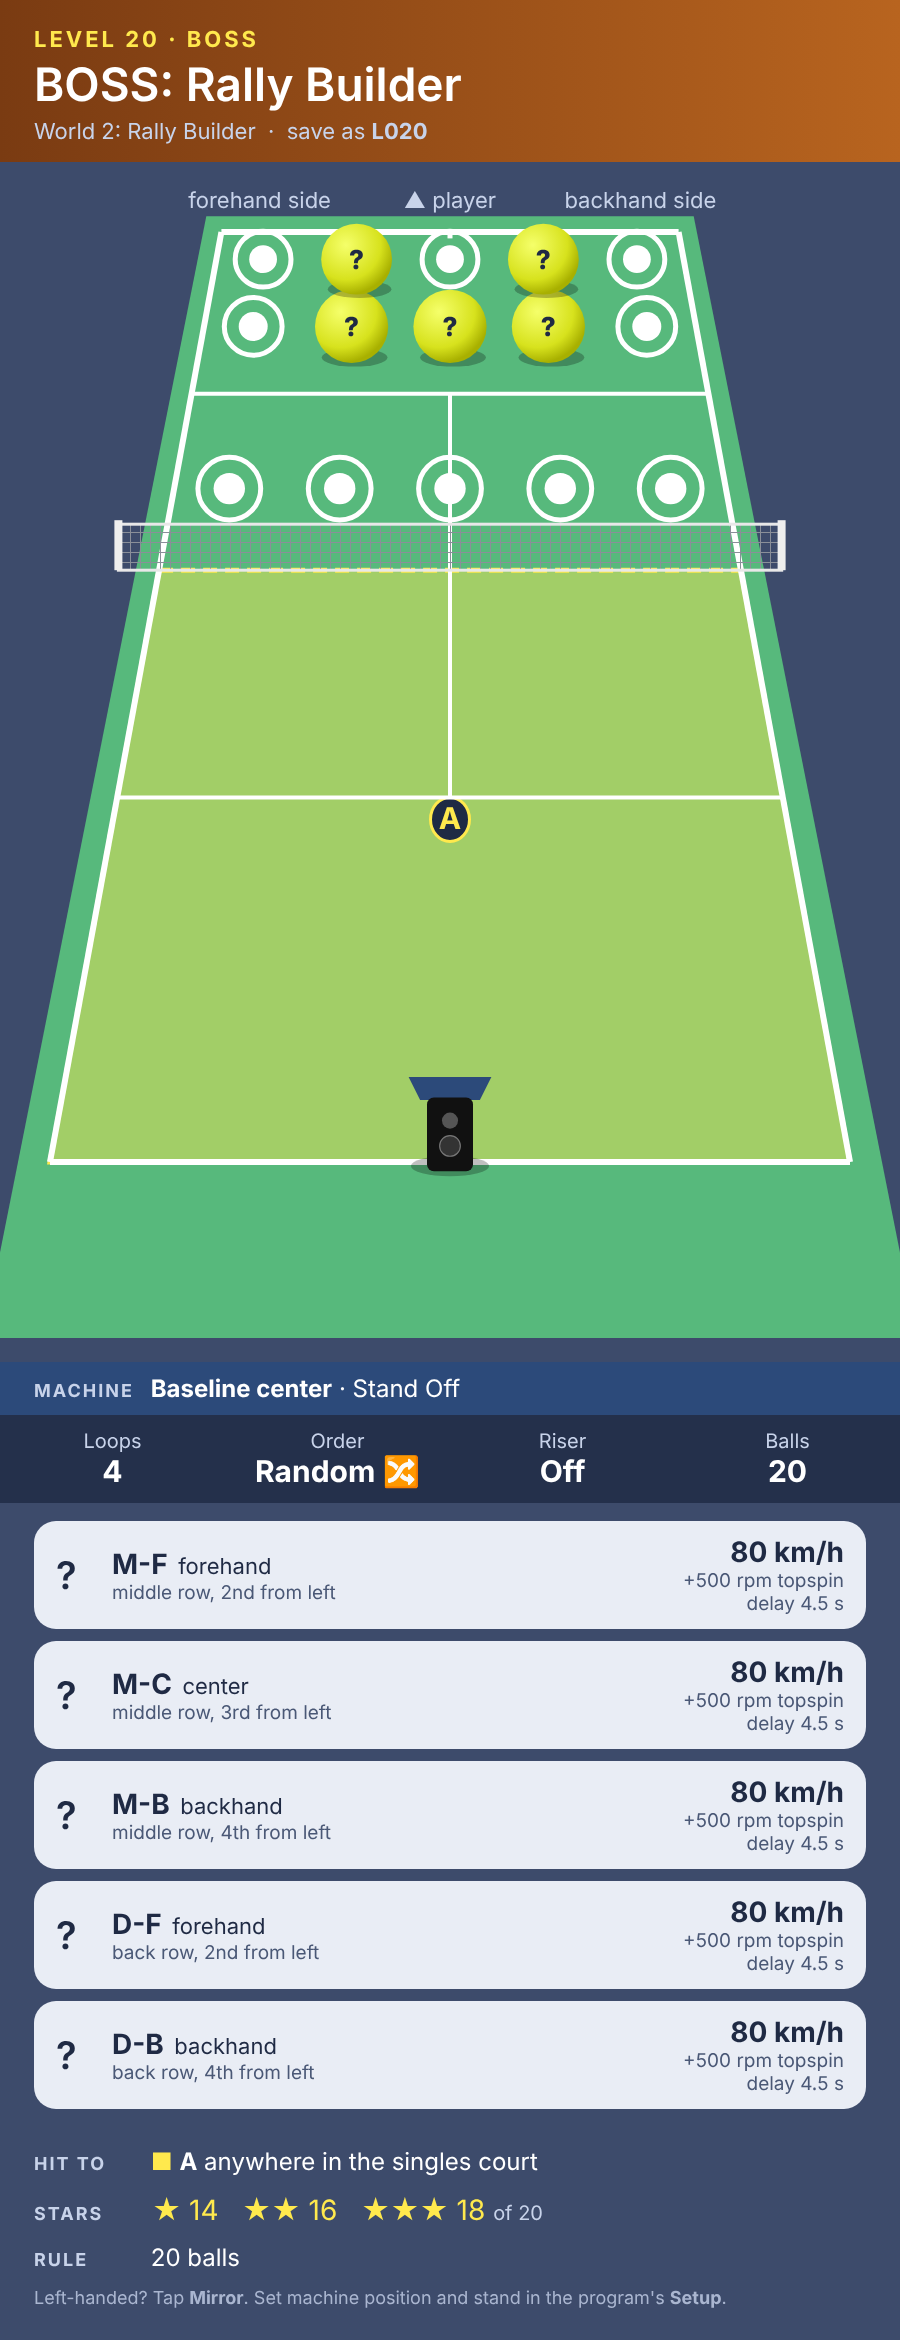 LEVEL 20 · BOSS
BOSS: Rally Builder
World 2: Rally Builder · save as L020
forehand side ▲ player backhand side
? ?
? ? ?
A
MACHINE Baseline center · Stand Off
Loops Order Riser Balls
4 Random 🔀 Off 20
? M-F forehand 80 km/h
middle row, 2nd from left +500 rpm topspin
delay 4.5 s
? M-C center 80 km/h
middle row, 3rd from left +500 rpm topspin
delay 4.5 s
? M-B backhand 80 km/h
middle row, 4th from left +500 rpm topspin
delay 4.5 s
? D-F forehand 80 km/h
back row, 2nd from left +500 rpm topspin
delay 4.5 s
? D-B backhand 80 km/h
back row, 4th from left +500 rpm topspin
delay 4.5 s
HIT TO ■ A anywhere in the singles court
STARS ★ 14 ★★ 16 ★★★ 18 of 20
RULE 20 balls
Left-handed? Tap Mirror. Set machine position and stand in the program's Setup.